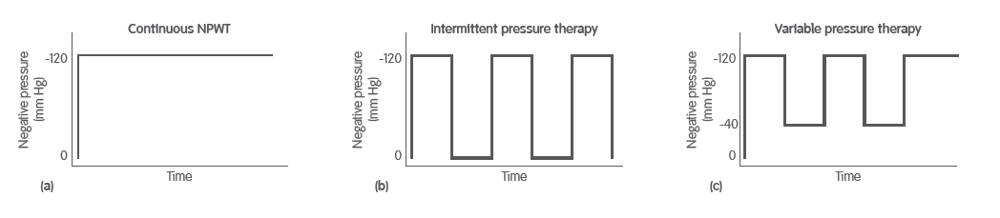 Continuous NPWT
Negative pressure
(mm Hg)
-120
0
Time
(a)
Intermittent pressure therapy
Negative pressure
(mm Hg)
-120
0
Time
(b)
Variable pressure therapy
Negative pressure
(mm Hg)
-120
-40
0
Time
(c)